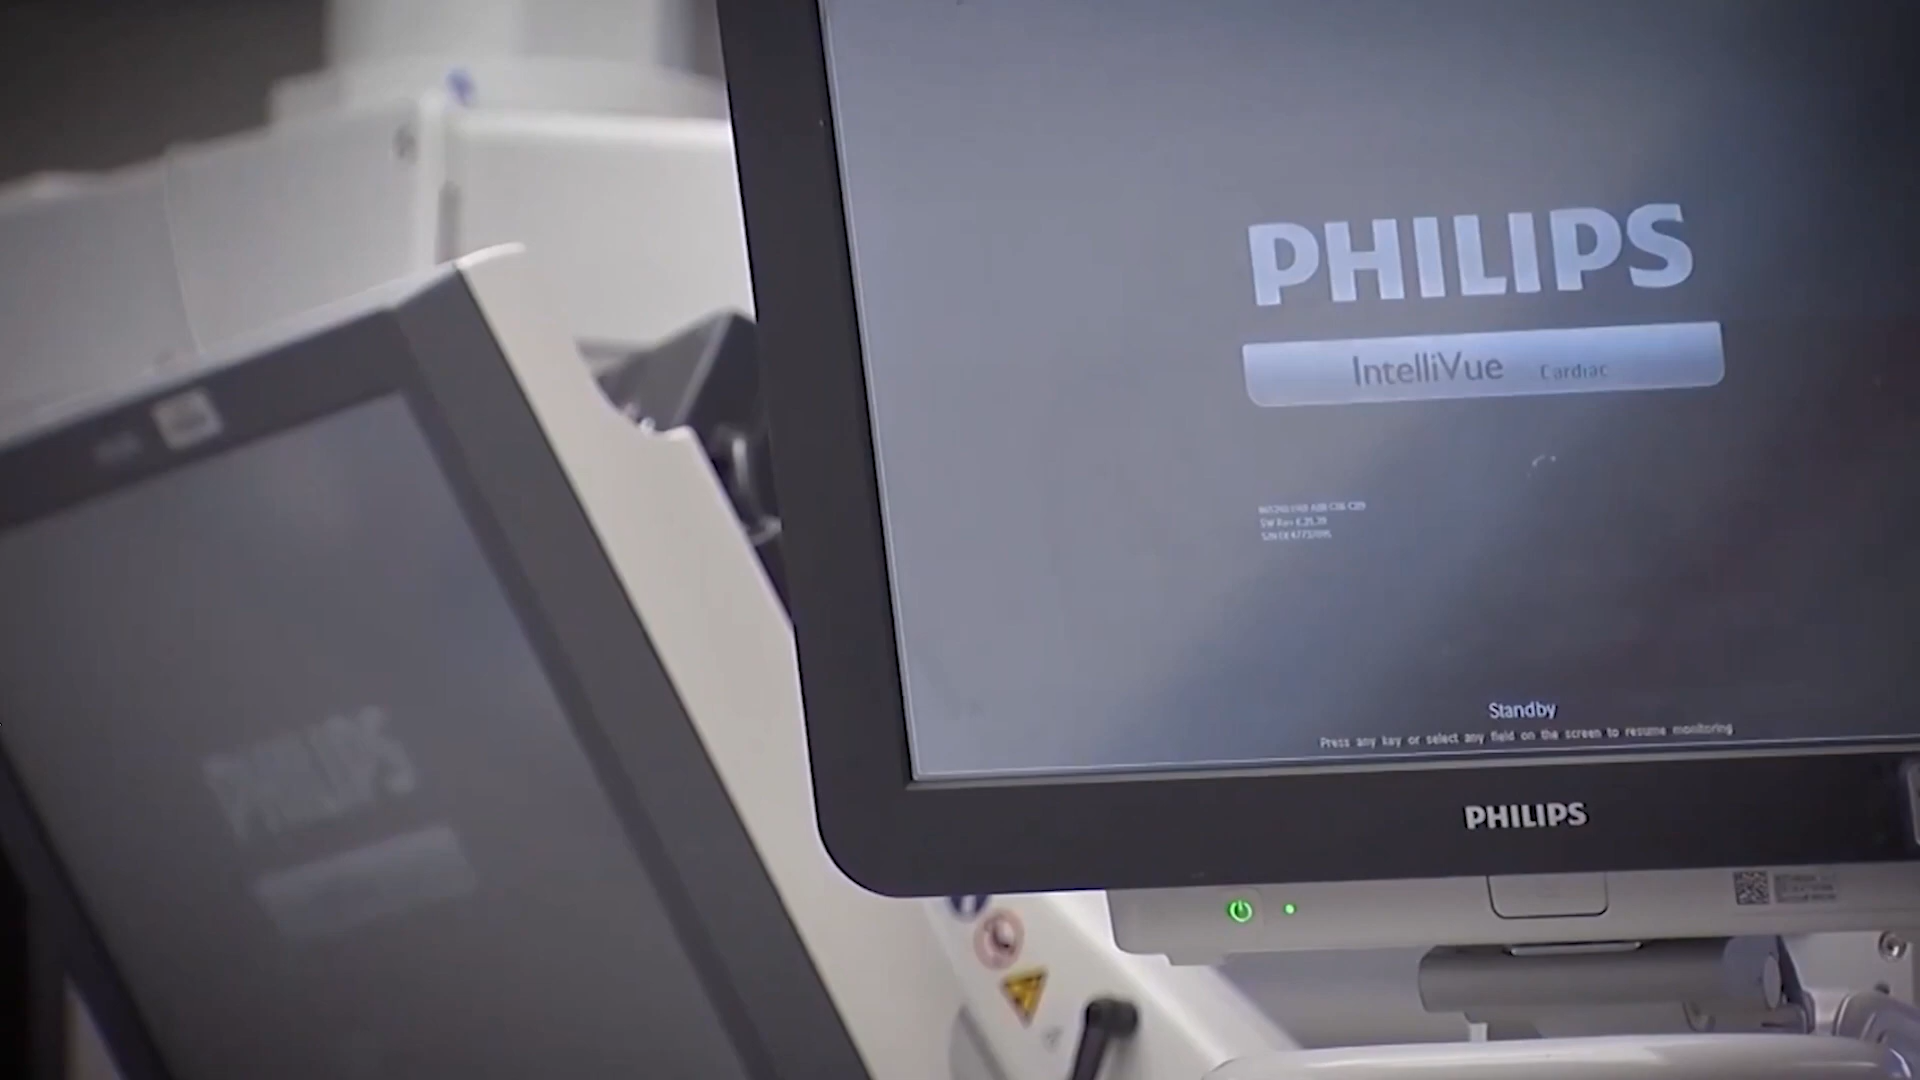 PHILIPS
IntelliVue Cardiac
Standby
Press any key or select any field on the screen to resume monitoring
PHILIPS
PHILIPS